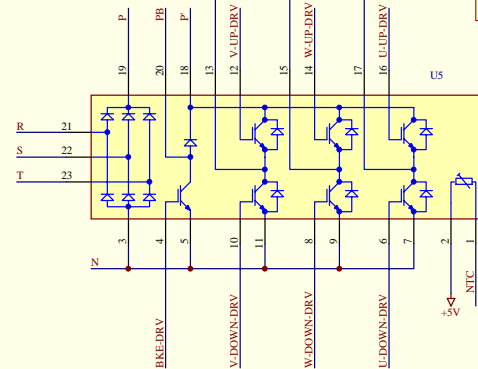 P
PB
P'
V-UP-DRV
W-UP-DRV
U-UP-DRV
19
20
18
13
12
15
14
17
16
U5
R 21
S 22
T 23
3
4
5
10
11
8
9
6
7
2
1
N
BKE-DRV
V-DOWN-DRV
W-DOWN-DRV
U-DOWN-DRV
+5V
NTC